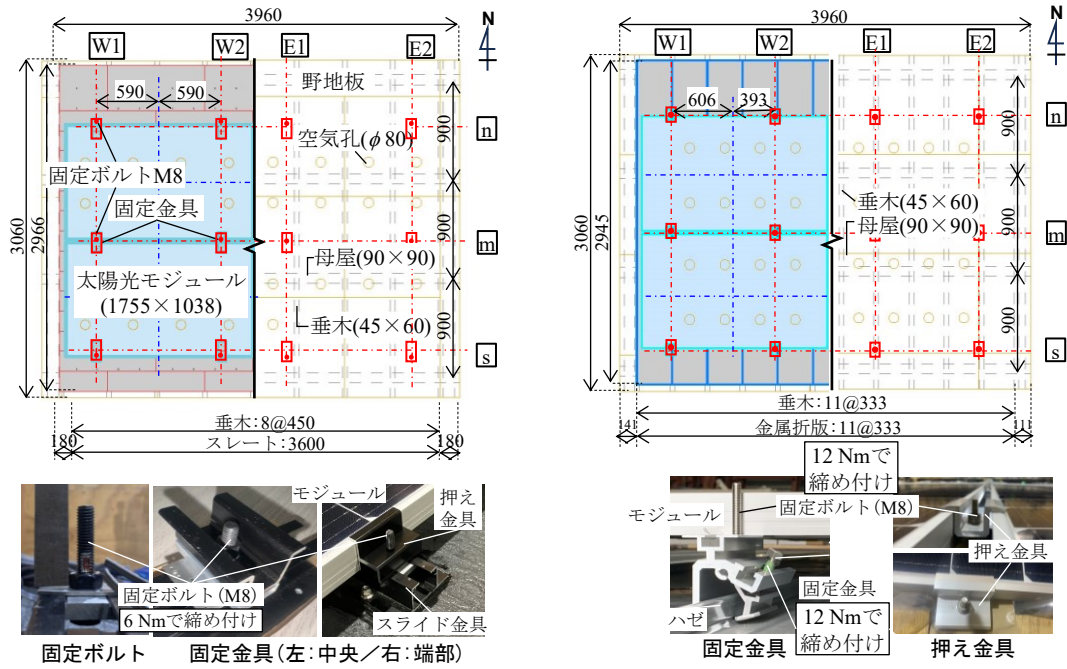 3960
N
W1
W2
E1
E2
野地板
590
590
900
n
空気孔(φ80)
固定ボルトM8
固定金具
3060
2966
900
m
母屋(90×90)
太陽光モジュール
(1755×1038)
垂木(45×60)
900
s
垂木:8@450
180
スレート:3600
180
モジュール
押え
金具
固定ボルト(M8)
6 Nmで締め付け
スライド金具
固定ボルト
固定金具(左:中央/右:端部)
3960
N
W1
W2
E1
E2
606
393
900
n
垂木(45×60)
母屋(90×90)
3060
2945
900
m
900
s
垂木:11@333
141
金属折版:11@333
111
12 Nmで
締め付け
モジュール
固定ボルト(M8)
押え金具
固定金具
ハゼ
12 Nmで
締め付け
固定金具
押え金具